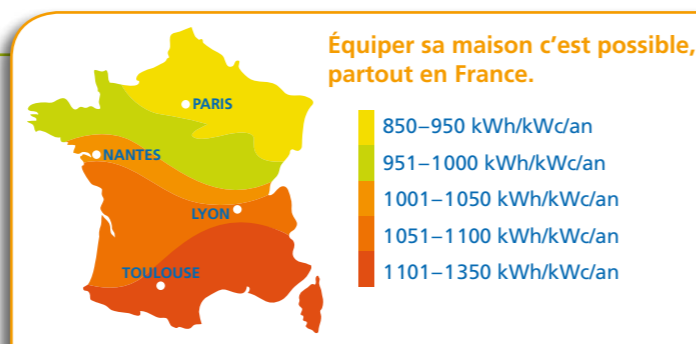 Équiper sa maison c’est possible,
partout en France.
PARIS
NANTES
LYON
TOULOUSE
850–950 kWh/kWc/an
951–1000 kWh/kWc/an
1001–1050 kWh/kWc/an
1051–1100 kWh/kWc/an
1101–1350 kWh/kWc/an